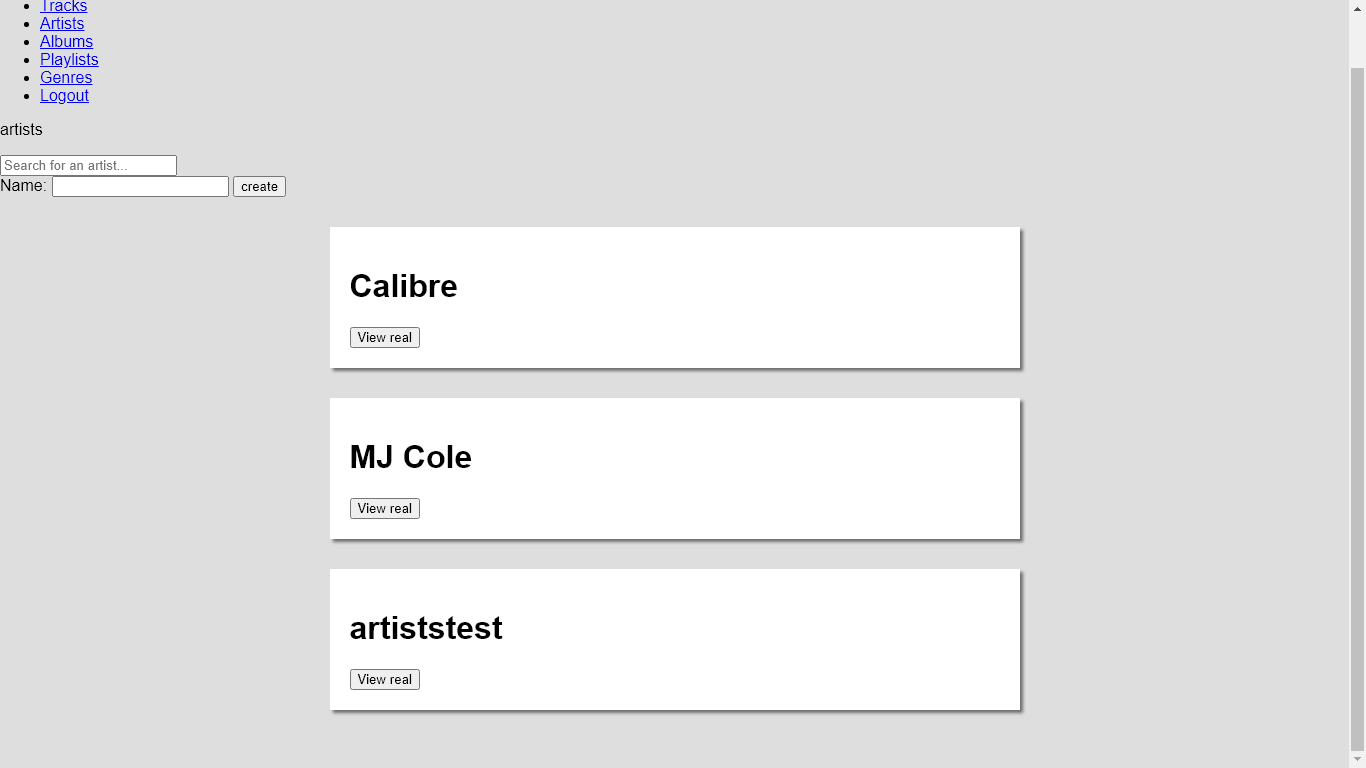 Tracks
Artists
Albums
Playlists
Genres
Logout
artists
Search for an artist...
Name: create
Calibre
View real
MJ Cole
View real
artiststest
View real